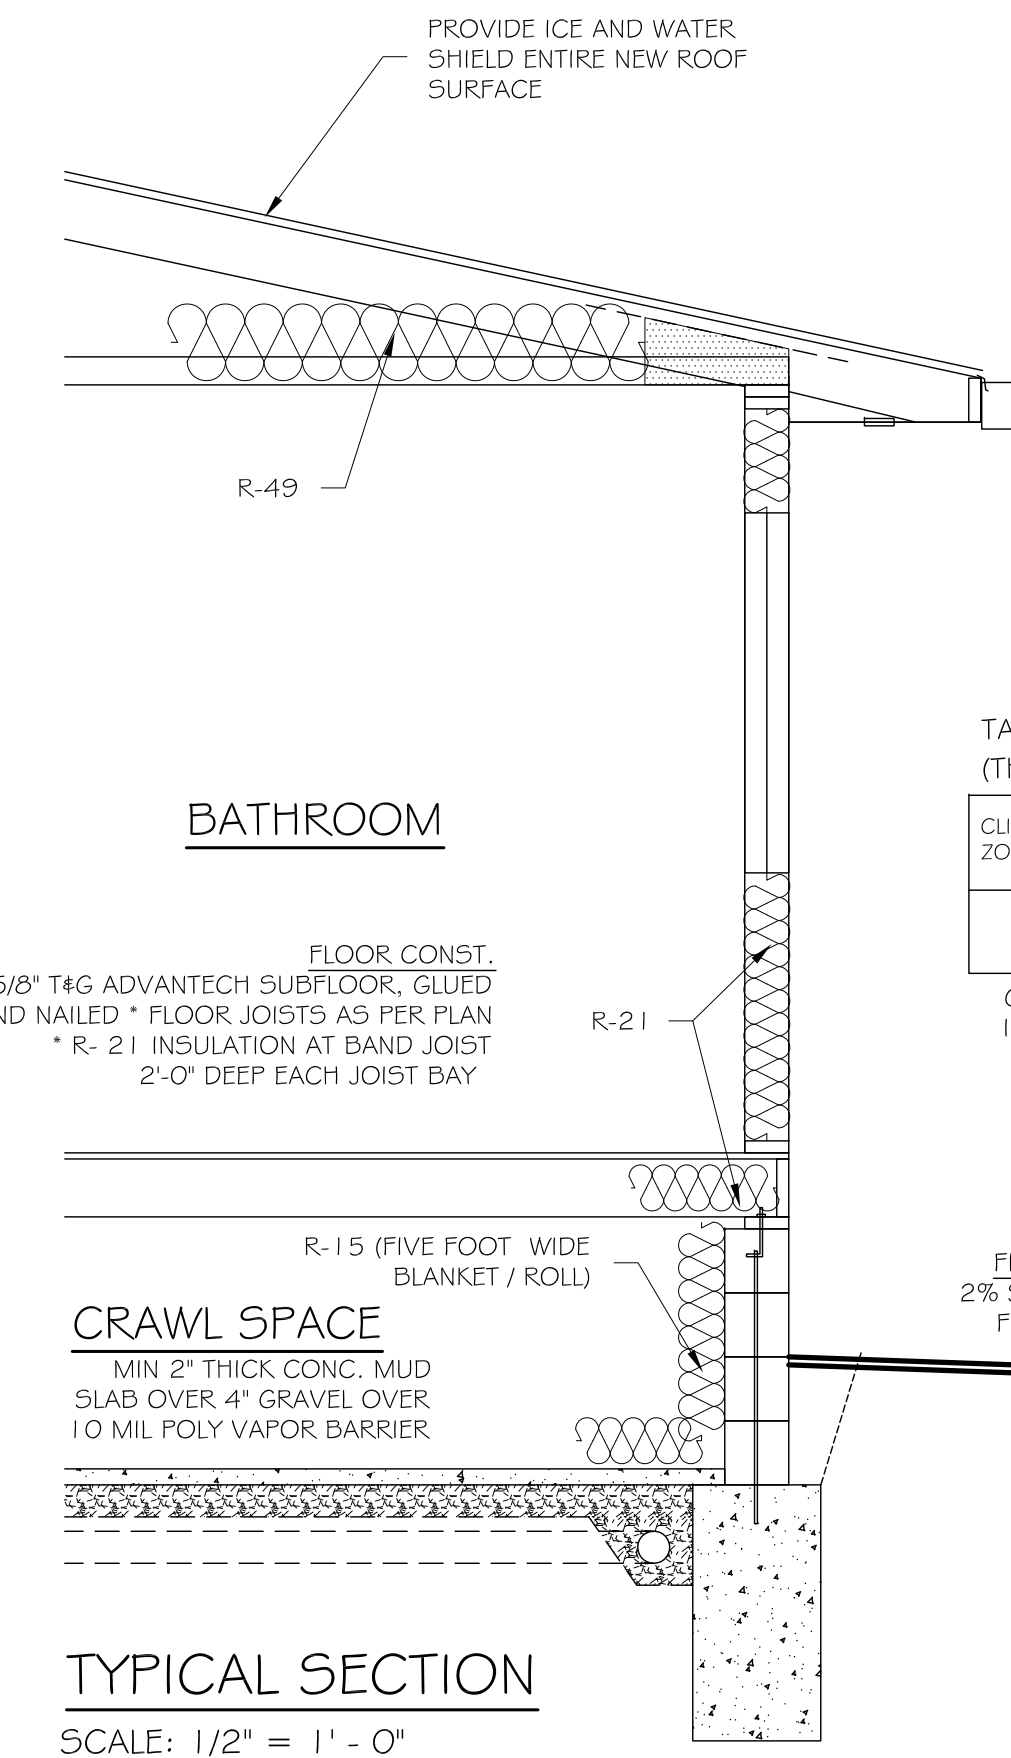 PROVIDE ICE AND WATER
SHIELD ENTIRE NEW ROOF
SURFACE
R-49
BATHROOM
FLOOR CONST.
5/8" T&G ADVANTECH SUBFLOOR, GLUED
NAILED * FLOOR JOISTS AS PER PLAN
* R- 21 INSULATION AT BAND JOIST
2'-0" DEEP EACH JOIST BAY
R-21
R-15 (FIVE FOOT WIDE
BLANKET / ROLL)
CRAWL SPACE
MIN 2" THICK CONC. MUD
SLAB OVER 4" GRAVEL OVER
10 MIL POLY VAPOR BARRIER
2%
TYPICAL SECTION
SCALE: 1/2" = 1' - 0"